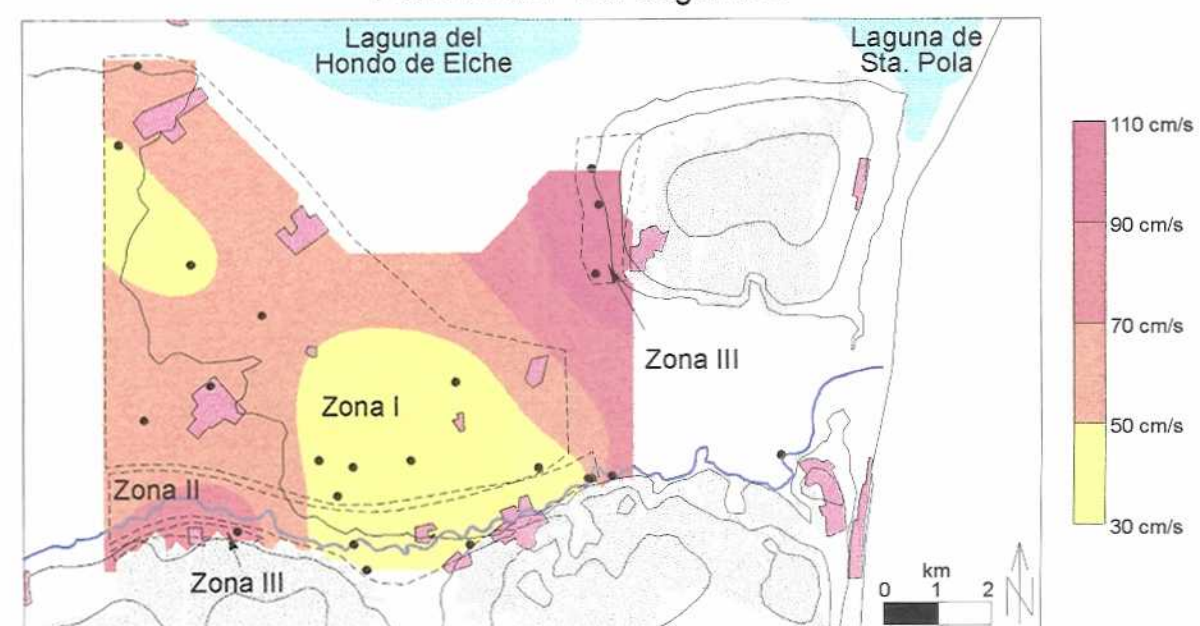 Laguna del
Hondo de Elche
Laguna de
Sta. Pola
110 cm/s
90 cm/s
70 cm/s
50 cm/s
30 cm/s
Zona III
Zona I
Zona II
Zona III
km
0 1 2
N